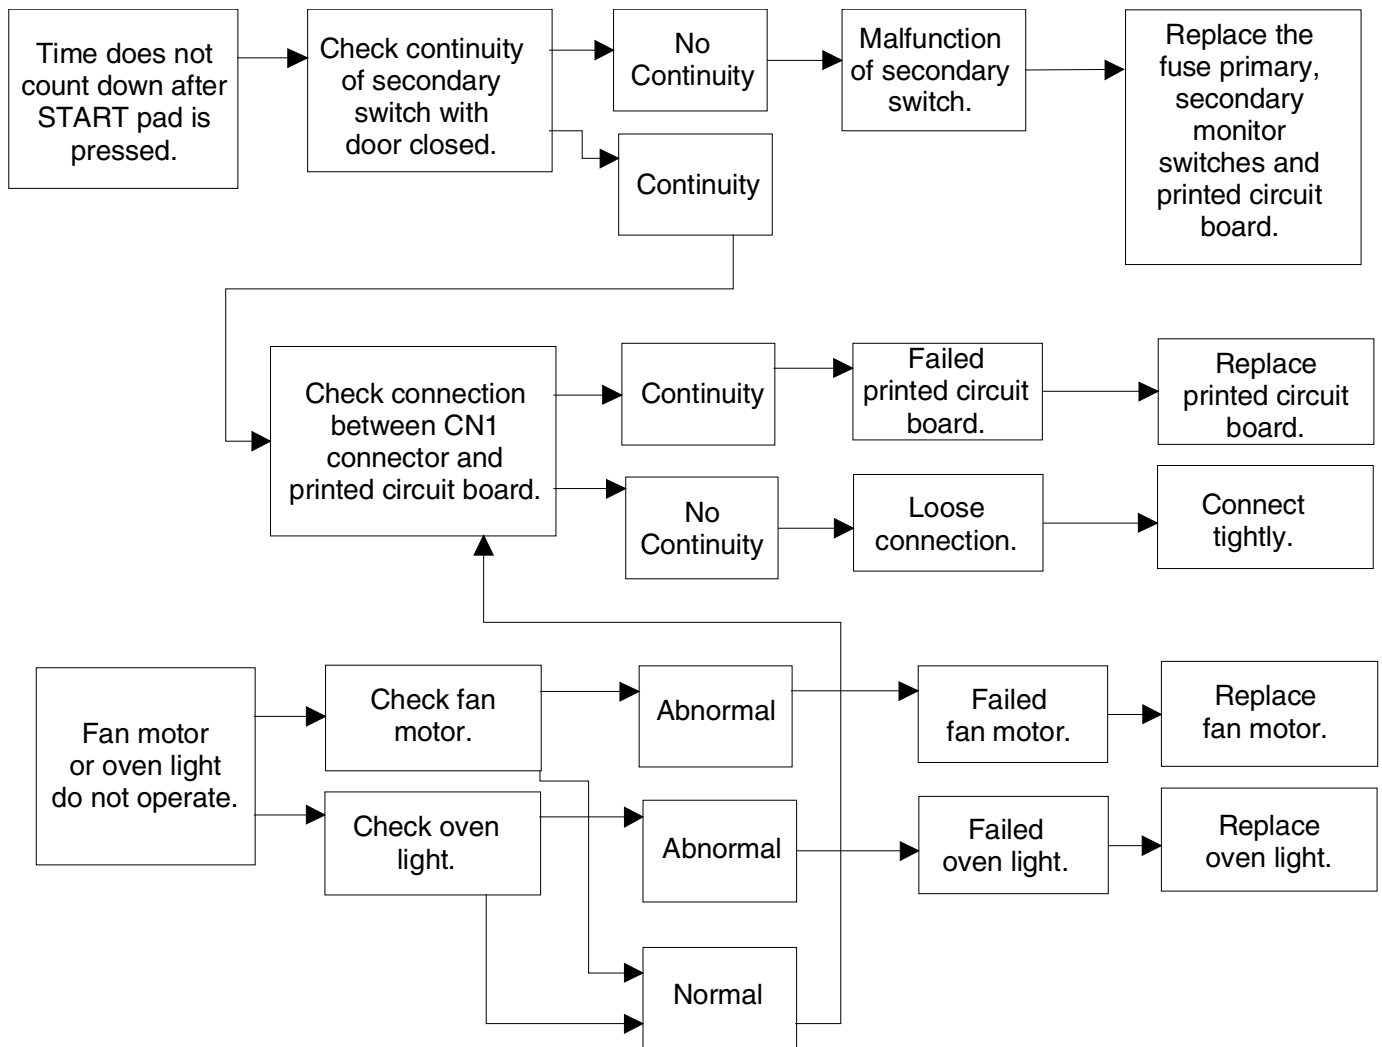 Time does not
count down after
START pad is
pressed.
Check continuity
of secondary
switch with
door closed.
No
Continuity
Malfunction
of secondary
switch.
Replace the
fuse primary,
secondary
monitor
switches and
printed circuit
board.
Continuity
Check connection
between CN1
connector and
printed circuit board.
Continuity
Failed
printed circuit
board.
Replace
printed circuit
board.
No
Continuity
Loose
connection.
Connect
tightly.
Fan motor
or oven light
do not operate.
Check fan
motor.
Abnormal
Failed
fan motor.
Replace
fan motor.
Check oven
light.
Abnormal
Failed
oven light.
Replace
oven light.
Normal